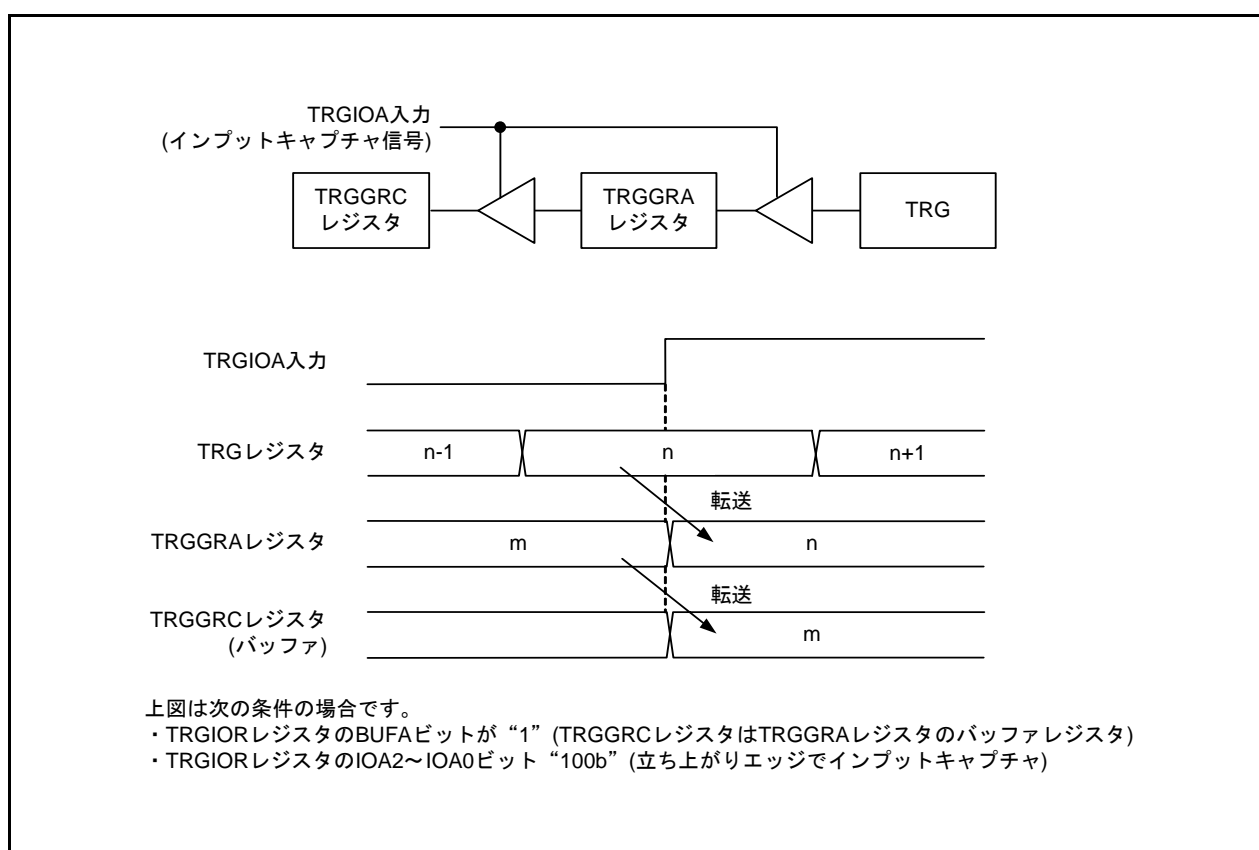 TRGIOA入力
(インプットキャプチャ信号)
TRGGRC
レジスタ
TRGGRA
レジスタ
TRG
TRGIOA入力
TRGレジスタ
n-1
n
n+1
転送
TRGGRAレジスタ
m
n
転送
TRGGRCレジスタ
(バッファ)
m
上図は次の条件の場合です。
・TRGIORレジスタのBUFAビットが“1” (TRGGRCレジスタはTRGGRAレジスタのバッファレジスタ)
・TRGIORレジスタのIOA2～IOA0ビット“100b” (立ち上がりエッジでインプットキャプチャ)